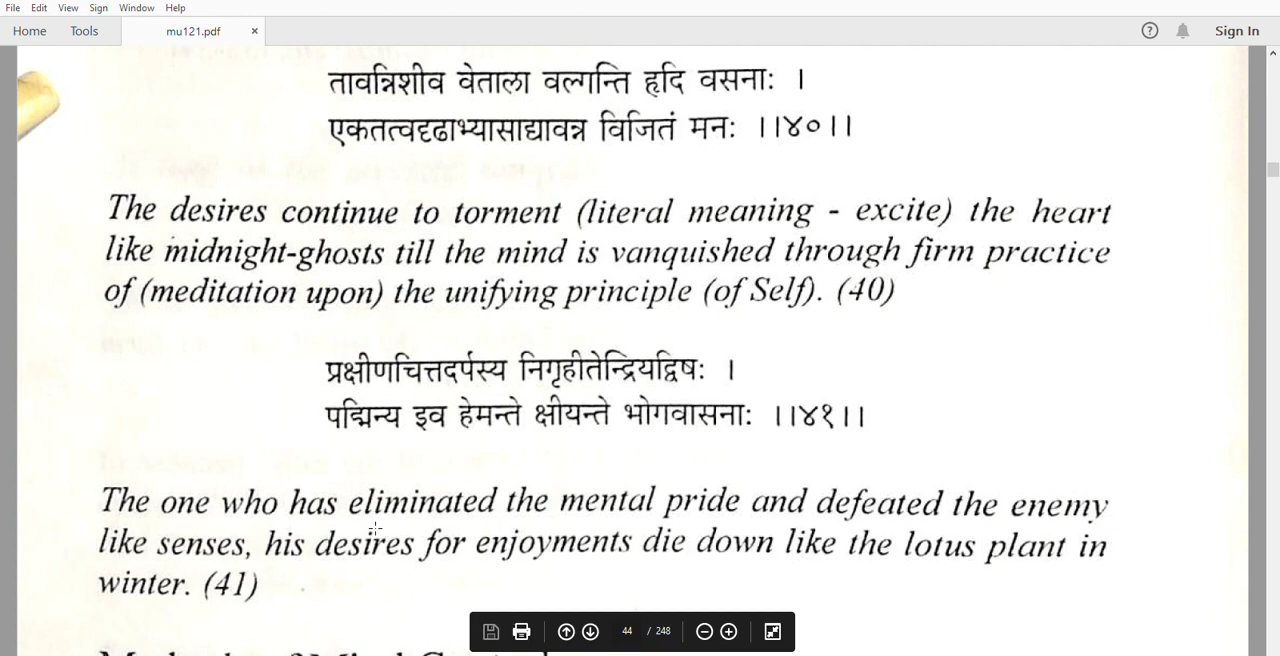 File Edit View Sign Window Help
Home Tools mu121.pdf × ? Sign In
तावन्निशीव वेताला वल्गन्ति हृदि वसनाः ।
एकतत्वदृढाभ्यासाद्यावन्न विजितं मनः ।।४०।।
The desires continue to torment (literal meaning - excite) the heart
like midnight-ghosts till the mind is vanquished through firm practice
of (meditation upon) the unifying principle (of Self). (40)
प्रक्षीणचित्तदर्पस्य निगृहीतेन्द्रियद्विषः ।
पद्मिन्य इव हेमन्ते क्षीयन्ते भोगवासनाः ।।४१।।
The one who has eliminated the mental pride and defeated the enemy
like senses, his desires for enjoyments die down like the lotus plant in
winter. (41)
44 / 248